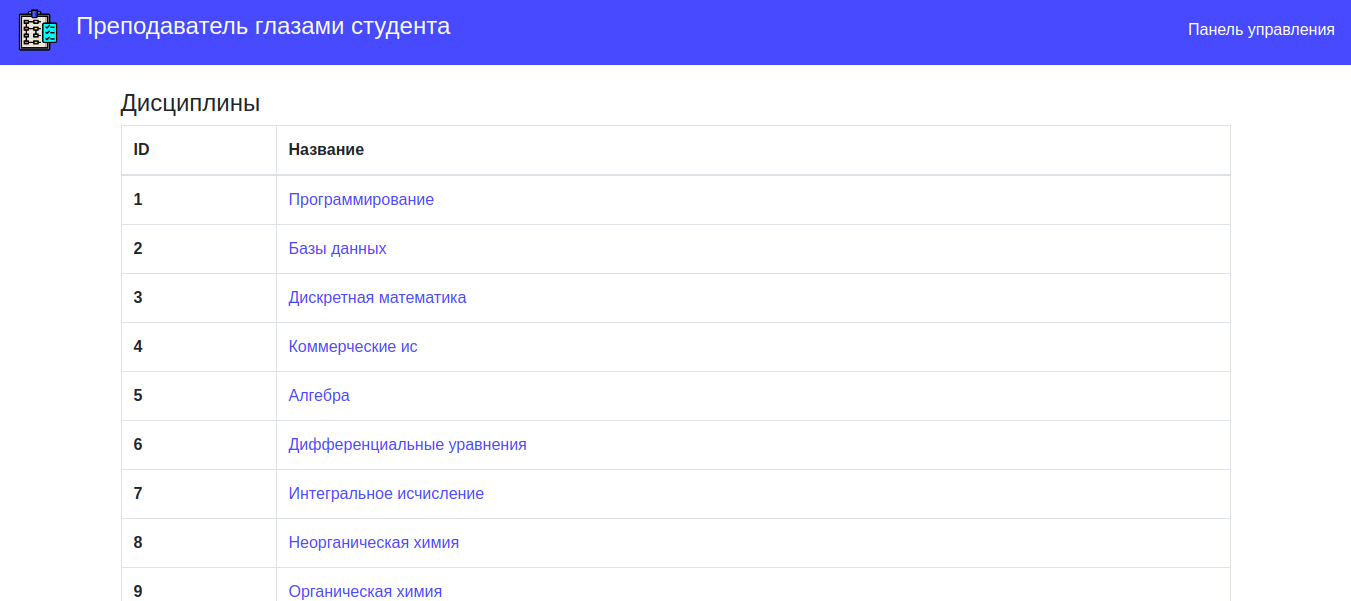 Преподаватель глазами студента
Панель управления
Дисциплины
ID Название
1 Программирование
2 Базы данных
3 Дискретная математика
4 Коммерческие ис
5 Алгебра
6 Дифференциальные уравнения
7 Интегральное исчисление
8 Неорганическая химия
9 Органическая химия